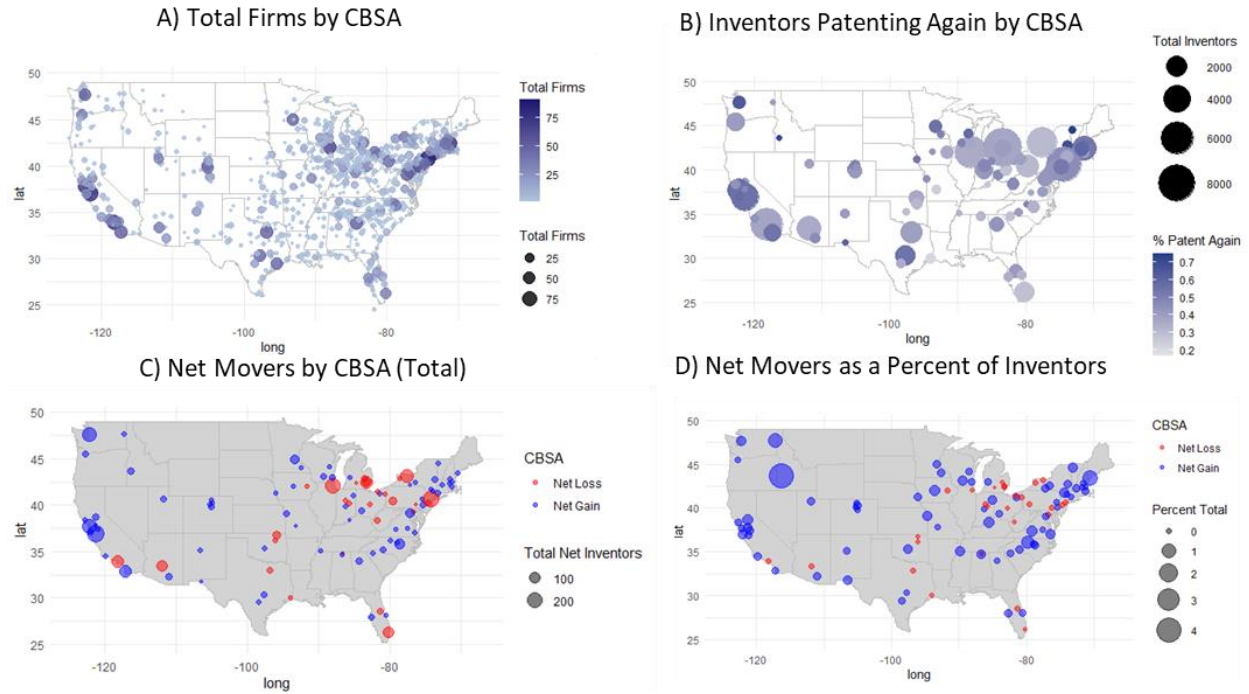 A) Total Firms by CBSA
50
45
40
35
30
25
lat
-120
-100
-80
long
Total Firms
75
50
25
Total Firms
25
50
75
B) Inventors Patenting Again by CBSA
50
45
40
35
30
25
lat
-120
-100
-80
long
Total Inventors
2000
4000
6000
8000
% Patent Again
0.7
0.6
0.5
0.4
0.3
0.2
C) Net Movers by CBSA (Total)
50
45
40
35
30
25
lat
-120
-100
-80
long
CBSA
Net Loss
Net Gain
Total Net Inventors
100
200
D) Net Movers as a Percent of Inventors
50
45
40
35
30
25
lat
-120
-100
-80
long
CBSA
Net Loss
Net Gain
Percent Total
0
1
2
3
4